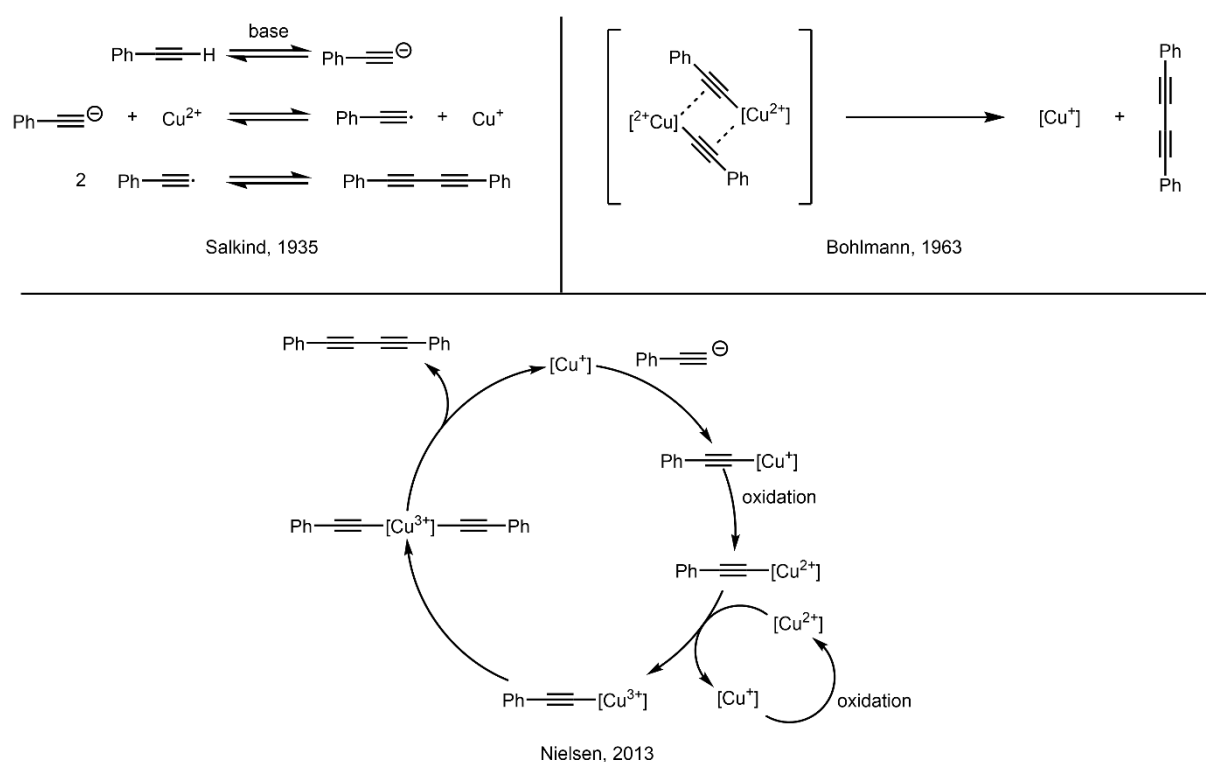 base
Ph H Ph ⊖
Ph ⊖ + Cu²⁺ Ph · + Cu⁺
2 Ph · Ph Ph
Salkind, 1935
Ph
[²⁺Cu] [Cu²⁺]
Ph
[Cu⁺] +
Ph
Ph
Bohlmann, 1963
Ph Ph
[Cu⁺]
Ph ⊖
Ph [Cu⁺]
oxidation
Ph [Cu³⁺] Ph
Ph [Cu²⁺]
[Cu²⁺]
Ph [Cu³⁺]
[Cu⁺]
oxidation
Nielsen, 2013